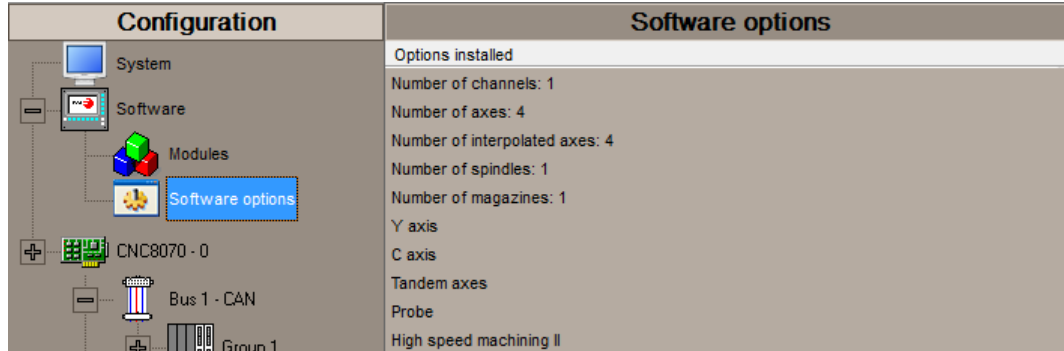 Configuration
System
Software
Modules
Software options
CNC8070 - 0
Bus 1 - CAN
Group 1
Software options
Options installed
Number of channels: 1
Number of axes: 4
Number of interpolated axes: 4
Number of spindles: 1
Number of magazines: 1
Y axis
C axis
Tandem axes
Probe
High speed machining II